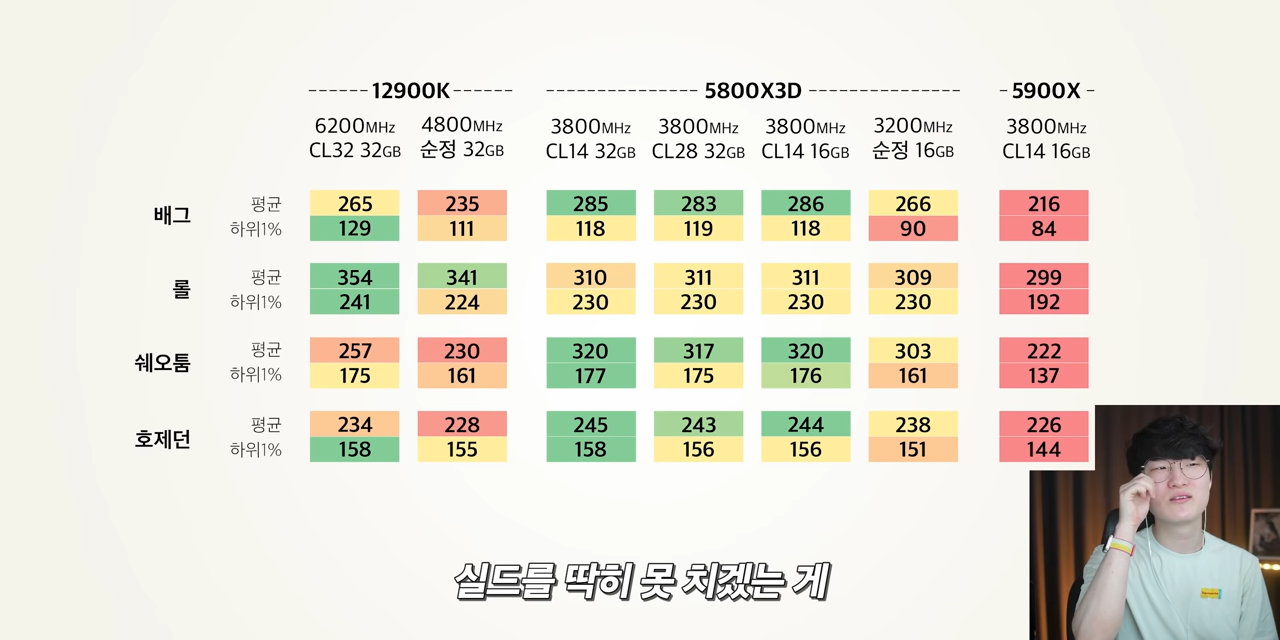 12900K 5800X3D 5900X
6200MHz 4800MHz 3800MHz 3800MHz 3800MHz 3200MHz 3800MHz
CL32 32GB 순정 32GB CL14 32GB CL28 32GB CL14 16GB 순정 16GB CL14 16GB
배그
평균 265 235 285 283 286 266 216
하위1% 129 111 118 119 118 90 84
롤
평균 354 341 310 311 311 309 299
하위1% 241 224 230 230 230 230 192
쉐오툼
평균 257 230 320 317 320 303 222
하위1% 175 161 177 175 176 161 137
호제던
평균 234 228 245 243 244 238 226
하위1% 158 155 158 156 156 151 144
실드를 딱히 못 치겠는 게